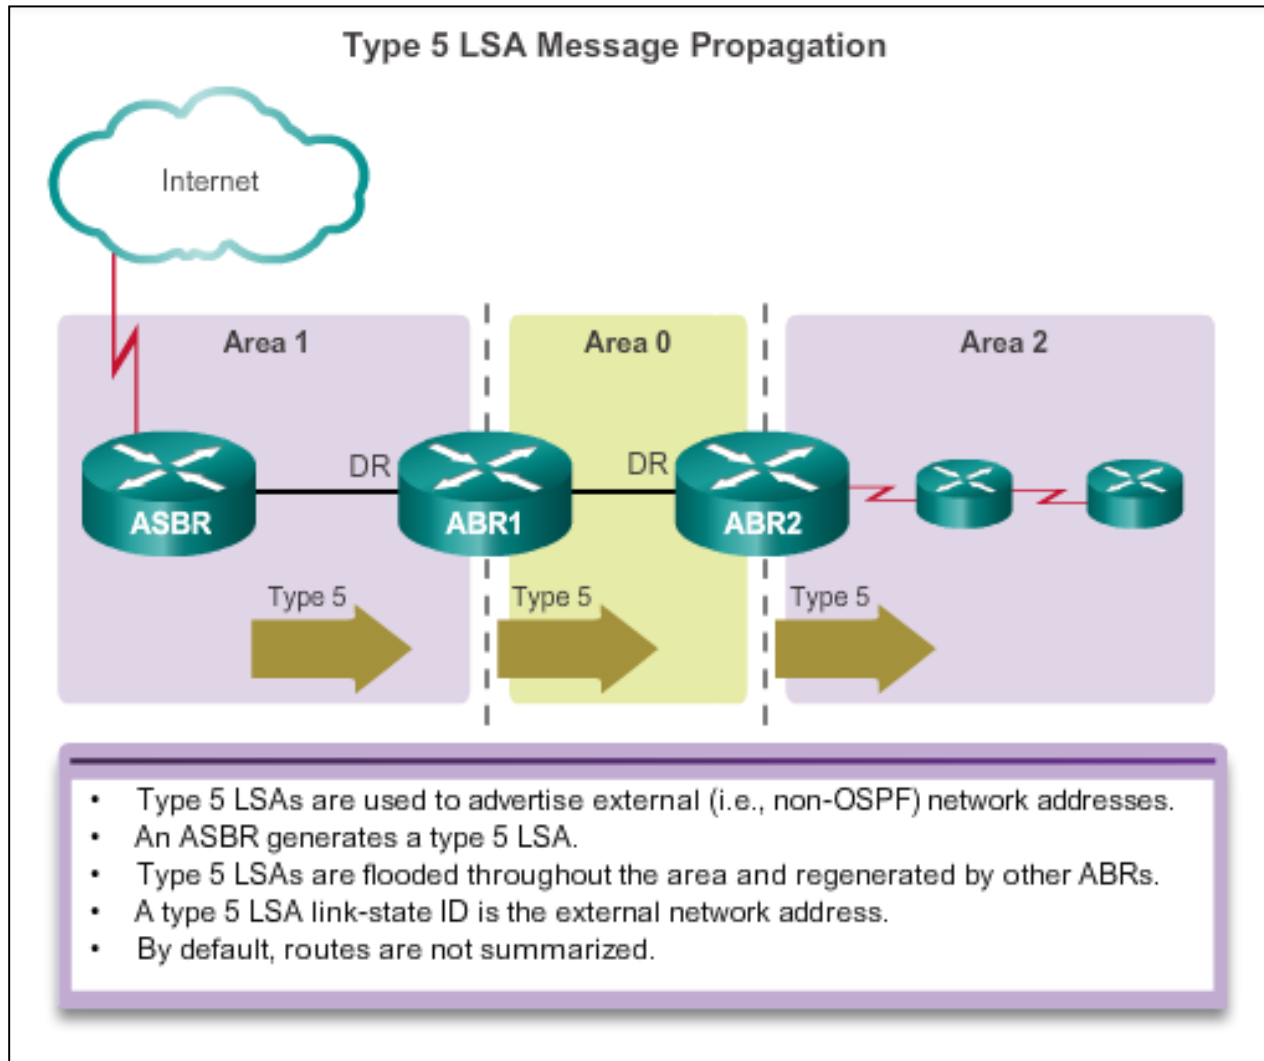 Type 5 LSA Message Propagation
Internet
Area 1
Area 0
Area 2
DR
DR
ASBR
ABR1
ABR2
Type 5
Type 5
Type 5
• Type 5 LSAs are used to advertise external (i.e., non-OSPF) network addresses.
• An ASBR generates a type 5 LSA.
• Type 5 LSAs are flooded throughout the area and regenerated by other ABRs.
• A type 5 LSA link-state ID is the external network address.
• By default, routes are not summarized.